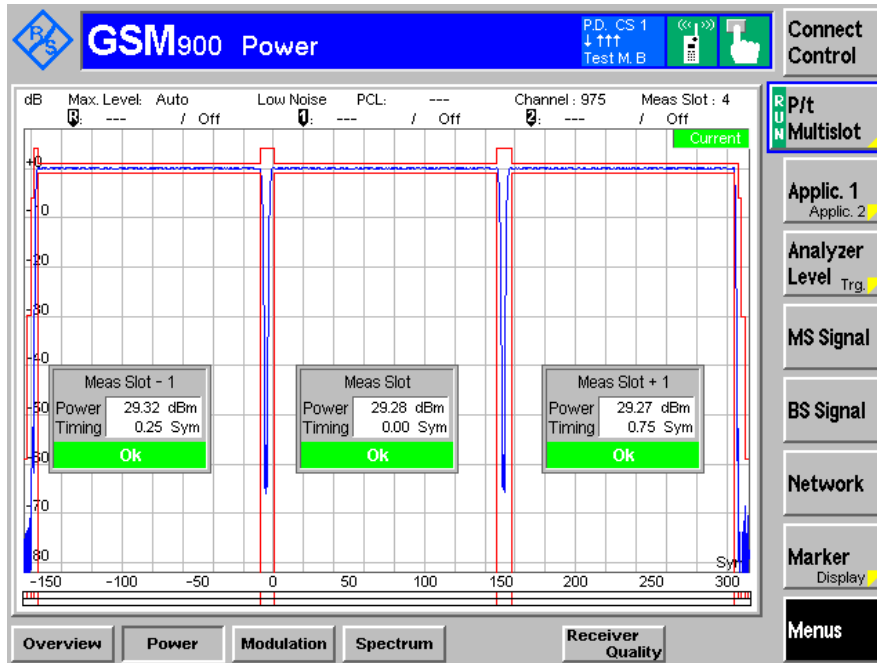 R/S
GSM900 Power
P.D. CS 1
↓ ↑↑↑
Test M. B
Connect Control
dB Max. Level: Auto Low Noise PCL: --- Channel : 975 Meas Slot : 4
R: --- / Off 1: --- / Off 2: --- / Off
Current
RUN
P/t Multislot
Applic. 1
Applic. 2
Analyzer Level Trg.
MS Signal
BS Signal
Network
Marker
Display
Menus
+0
-10
-20
-30
-40
-50
-60
-70
80
Meas Slot - 1
Power 29.32 dBm
Timing 0.25 Sym
Ok
Meas Slot
Power 29.28 dBm
Timing 0.00 Sym
Ok
Meas Slot + 1
Power 29.27 dBm
Timing 0.75 Sym
Ok
Sym
-150 -100 -50 0 50 100 150 200 250 300
Overview Power Modulation Spectrum Receiver Quality